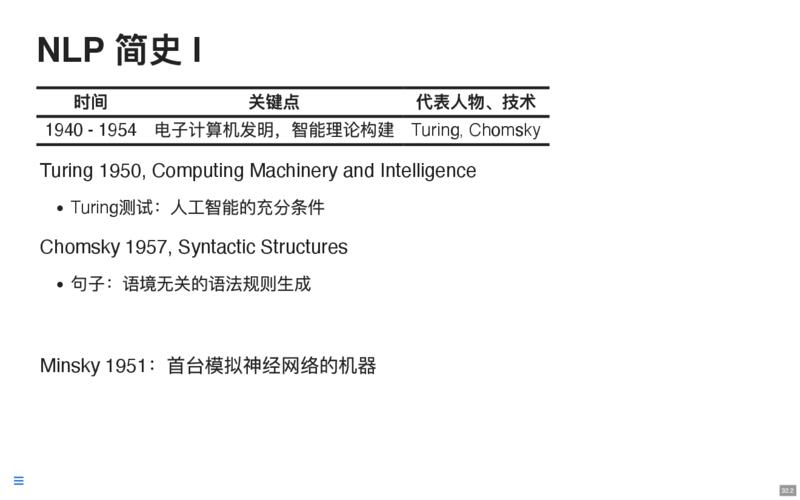 NLP 简史 I
时间 关键点 代表人物、技术
1940 - 1954 电子计算机发明，智能理论构建 Turing, Chomsky
Turing 1950, Computing Machinery and Intelligence
• Turing测试：人工智能的充分条件
Chomsky 1957, Syntactic Structures
• 句子：语境无关的语法规则生成
Minsky 1951：首台模拟神经网络的机器
32.2